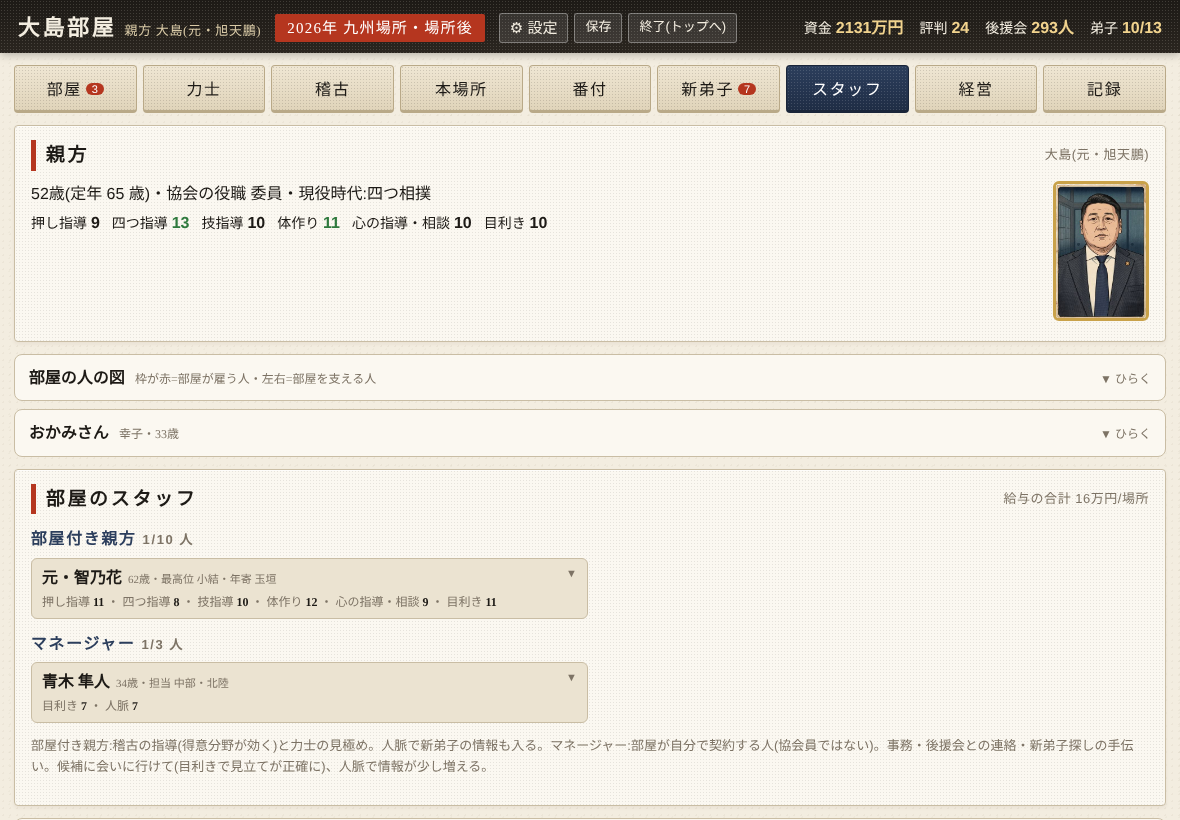 大島部屋 親方 大島(元・旭天鵬) 2026年 九州場所・場所後 ⚙ 設定 保存 終了(トップへ) 資金 2131万円 評判 24 後援会 293人 弟子 10/13
部屋 3 力士 稽古 本場所 番付 新弟子 7 スタッフ 経営 記録
親方 大島(元・旭天鵬)
52歳(定年 65 歳)・協会の役職 委員・現役時代:四つ相撲
押し指導 9 四つ指導 13 技指導 10 体作り 11 心の指導・相談 10 目利き 10
部屋の人の図 枠が赤=部屋が雇う人・左右=部屋を支える人 ▼ ひらく
おかみさん 幸子・33歳 ▼ ひらく
部屋のスタッフ 給与の合計 16万円/場所
部屋付き親方 1/10 人
元・智乃花 62歳・最高位 小結・年寄 玉垣 ▼
押し指導 11 ・ 四つ指導 8 ・ 技指導 10 ・ 体作り 12 ・ 心の指導・相談 9 ・ 目利き 11
マネージャー 1/3 人
青木 隼人 34歳・担当 中部・北陸 ▼
目利き 7 ・ 人脈 7
部屋付き親方:稽古の指導(得意分野が効く)と力士の見極め。人脈で新弟子の情報も入る。マネージャー:部屋が自分で契約する人(協会員ではない)。事務・後援会との連絡・新弟子探しの手伝
い。候補に会いに行けて(目利きで見立てが正確に)、人脈で情報が少し増える。